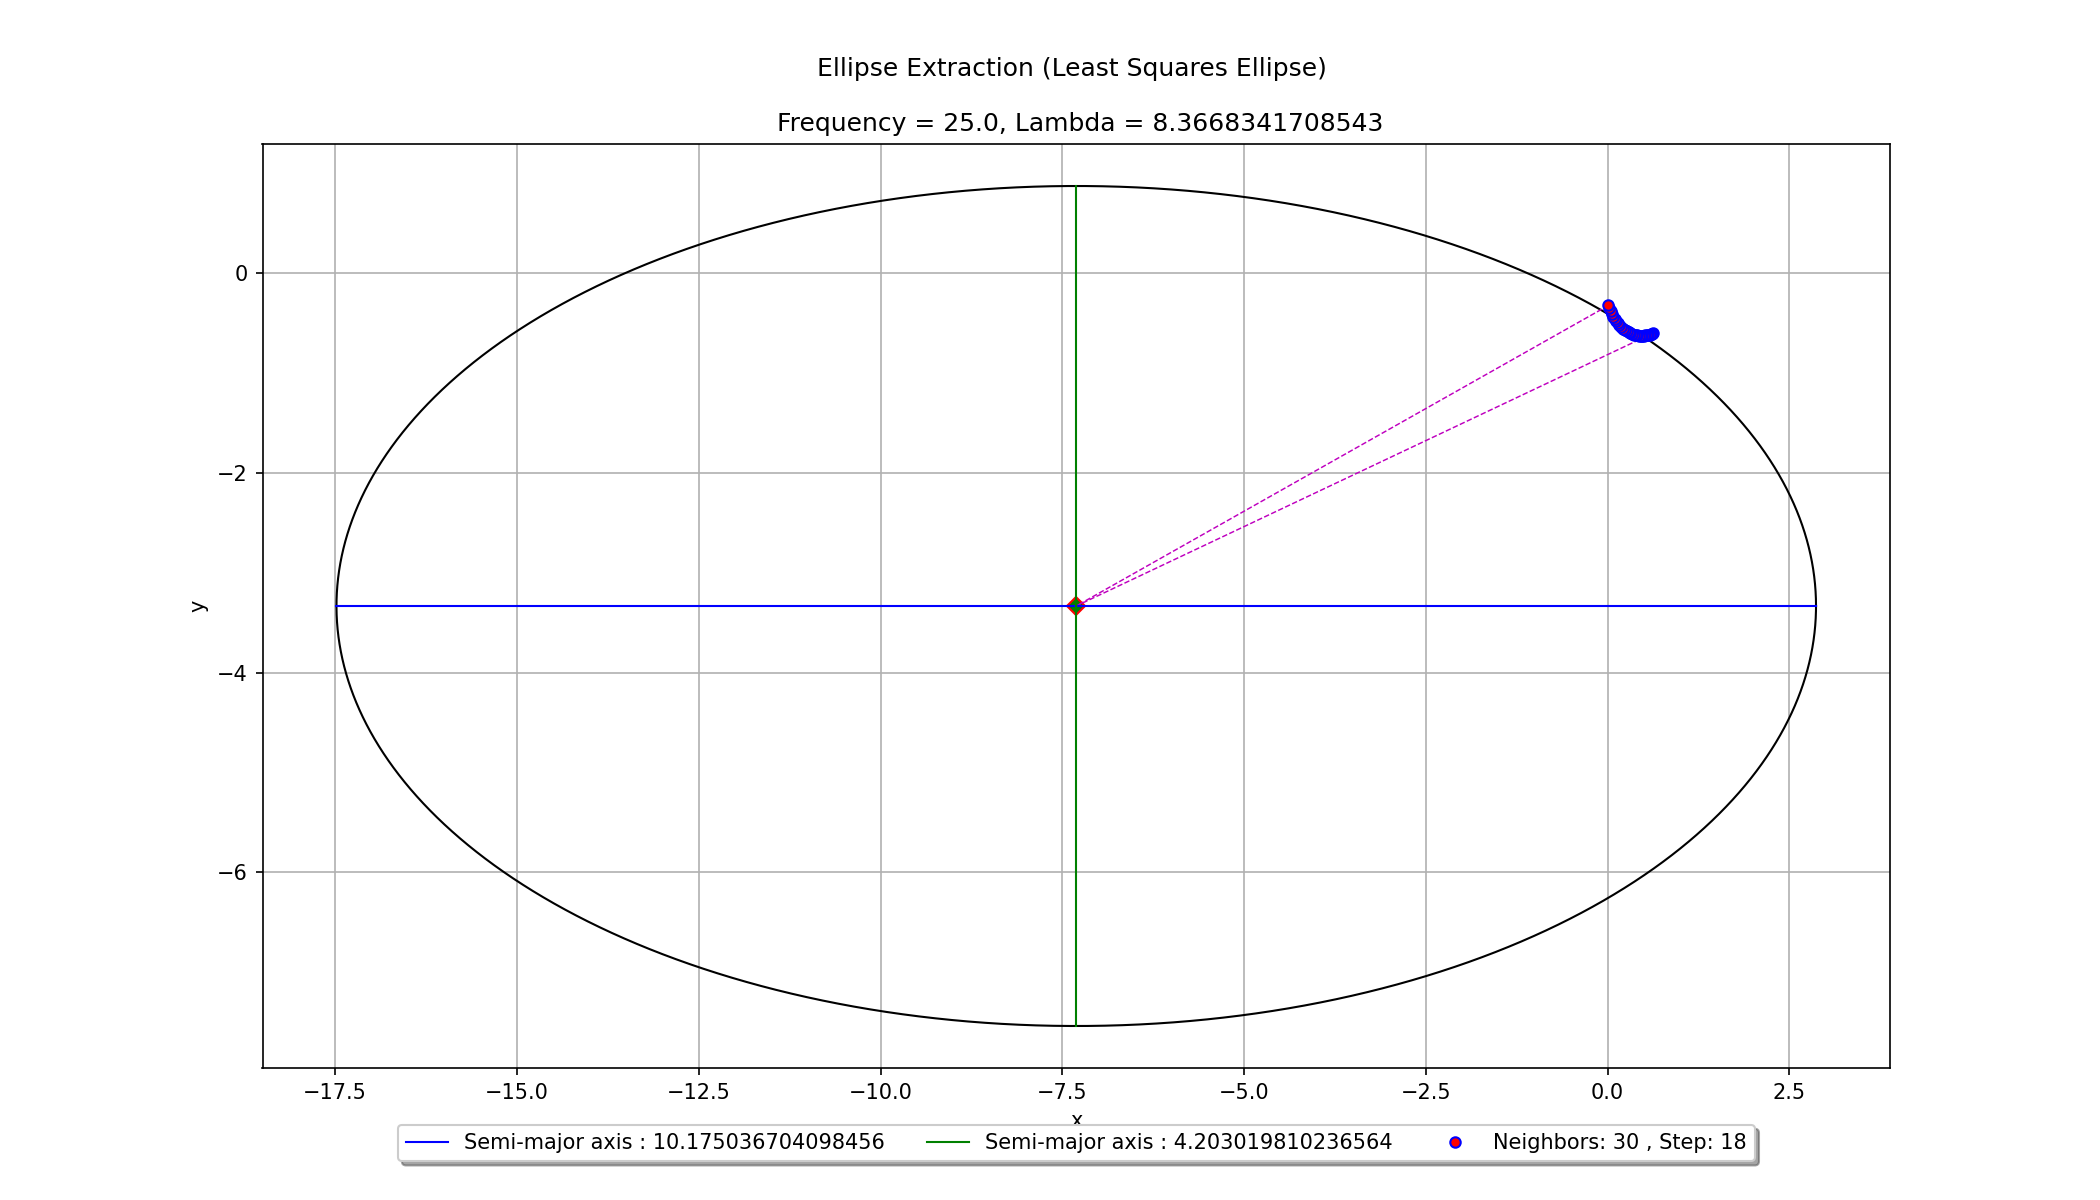 Ellipse Extraction (Least Squares Ellipse)
Frequency = 25.0, Lambda = 8.3668341708543
0
−2
−4
−6
y
−17.5 −15.0 −12.5 −10.0 −7.5 −5.0 −2.5 0.0 2.5
x
Semi-major axis : 10.175036704098456 Semi-major axis : 4.203019810236564 Neighbors: 30 , Step: 18